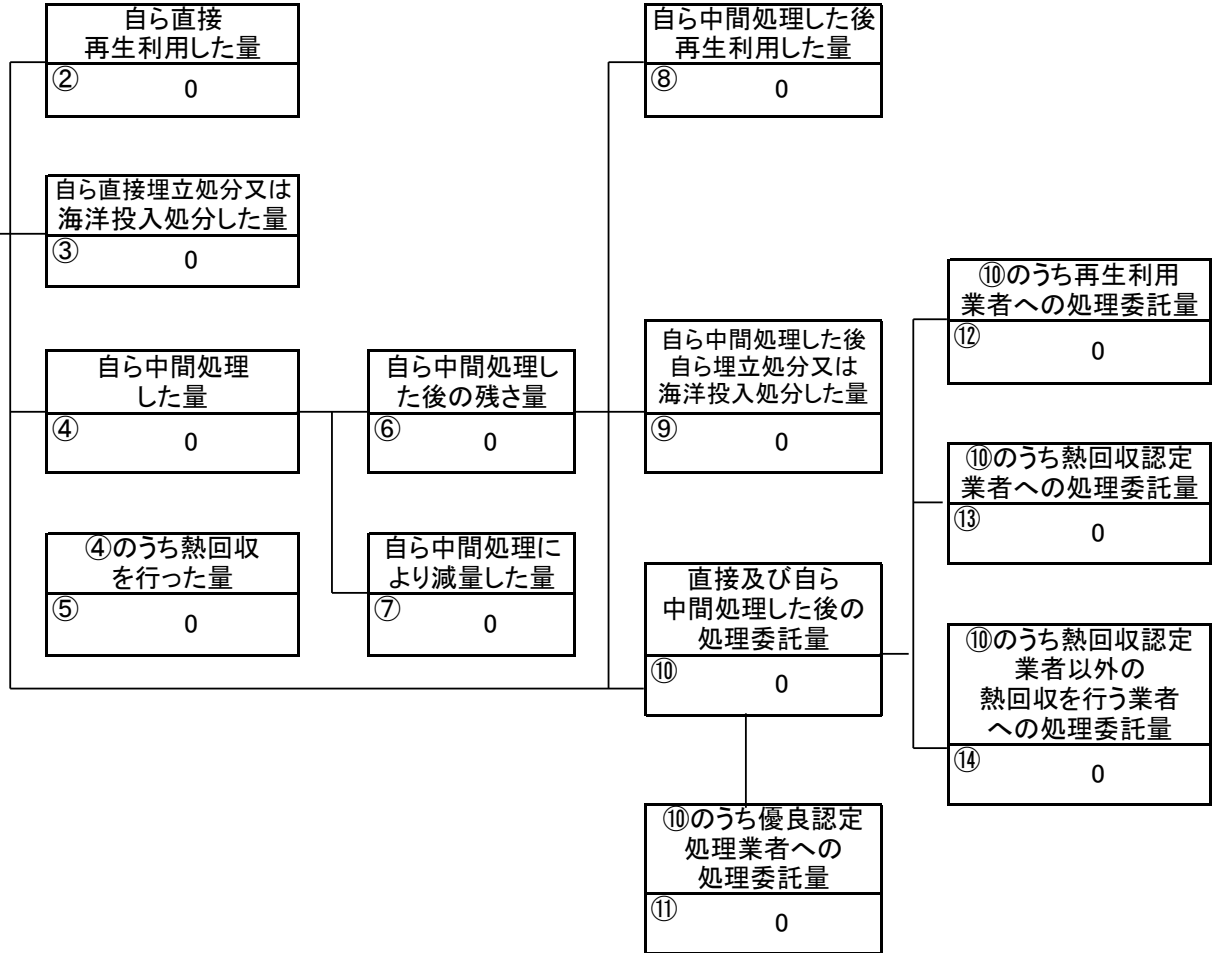 自ら直接
再生利用した量
②
0
自ら直接埋立処分又は
海洋投入処分した量
③
0
自ら中間処理
した量
④
0
④のうち熱回収
を行った量
⑤
0
自ら中間処理し
た後の残さ量
⑥
0
自ら中間処理に
より減量した量
⑦
0
自ら中間処理した後
再生利用した量
⑧
0
自ら中間処理した後
自ら埋立処分又は
海洋投入処分した量
⑨
0
直接及び自ら
中間処理した後の
処理委託量
⑩
0
⑩のうち優良認定
処理業者への
処理委託量
⑪
0
⑩のうち再生利用
業者への処理委託量
⑫
0
⑩のうち熱回収認定
業者への処理委託量
⑬
0
⑩のうち熱回収認定
業者以外の
熱回収を行う業者
への処理委託量
⑭
0